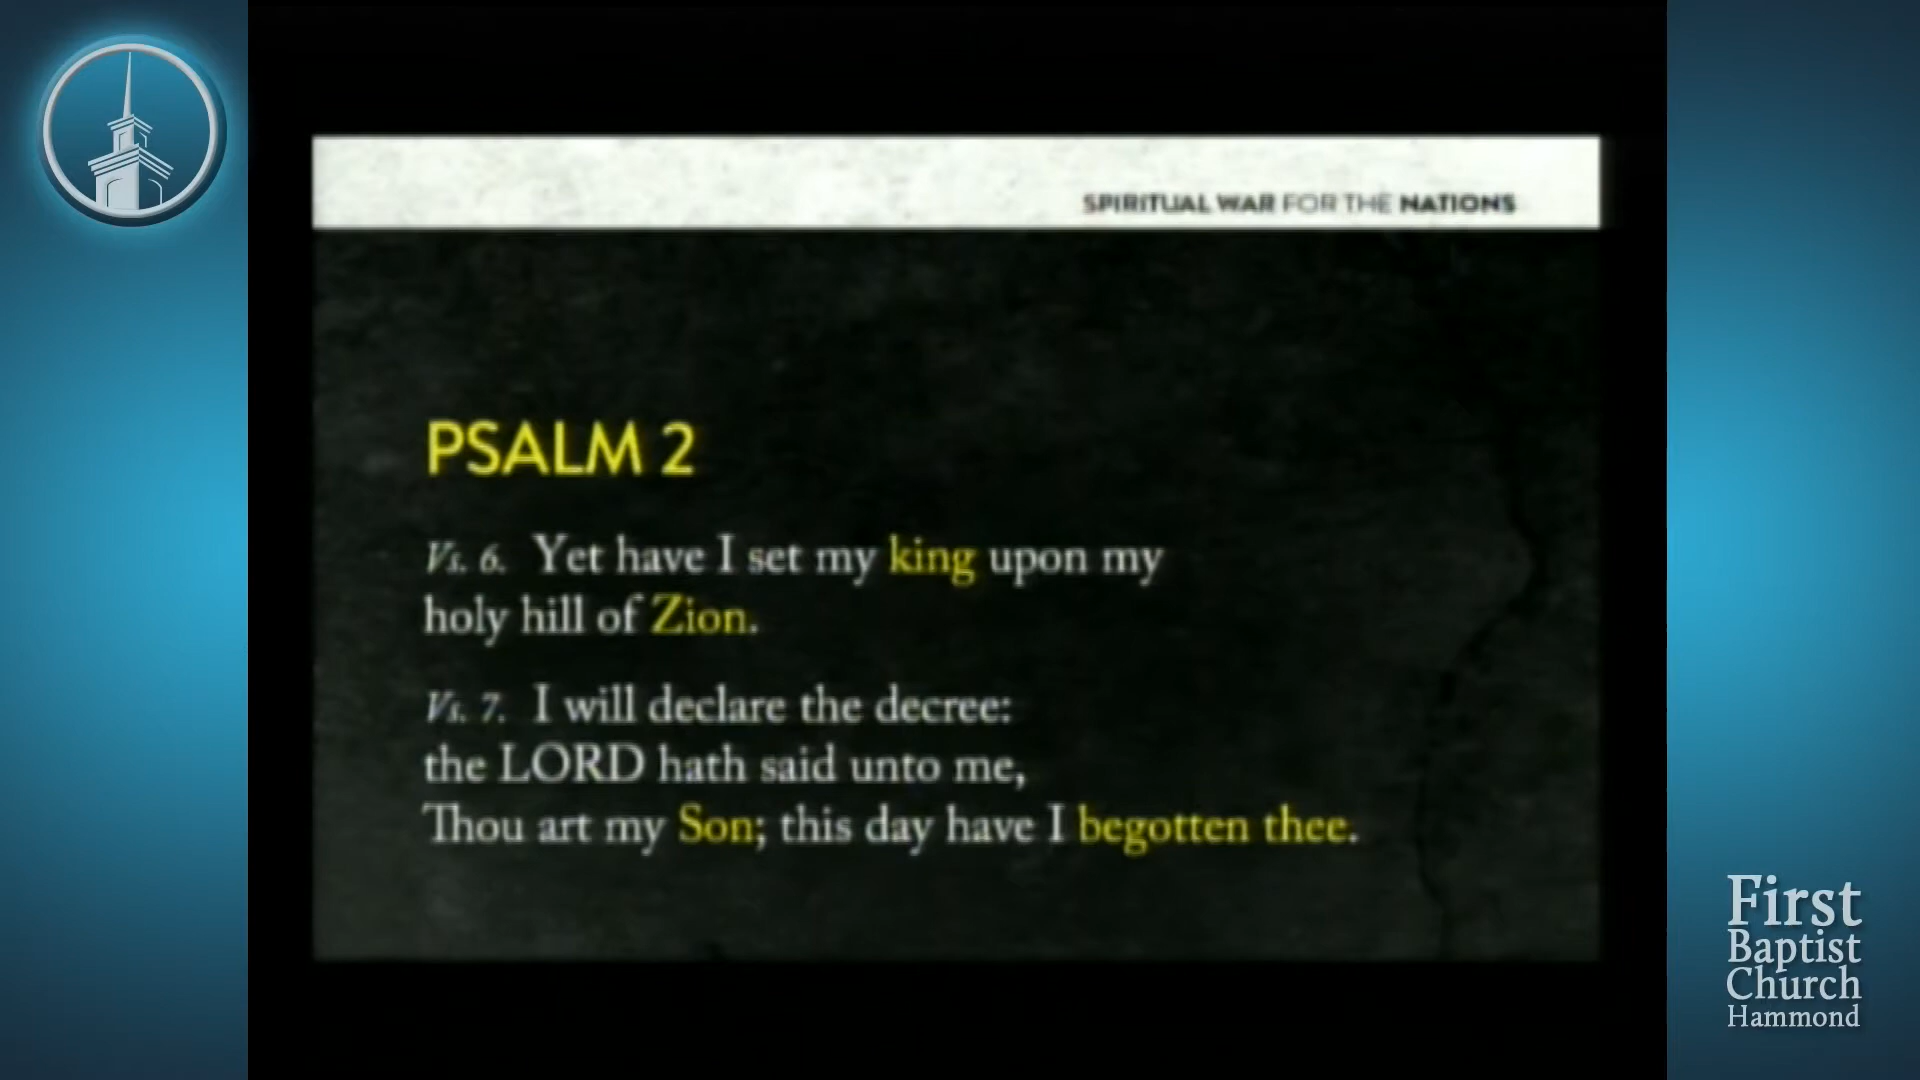 SPIRITUAL WAR FOR THE NATIONS
PSALM 2
Vs. 6. Yet have I set my king upon my
holy hill of Zion.
Vs. 7. I will declare the decree:
the LORD hath said unto me,
Thou art my Son; this day have I begotten thee.
First
Baptist
Church
Hammond